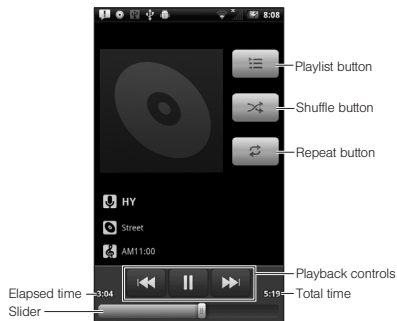 8:08
Playlist button
Shuffle button
Repeat button
HY
Street
AM11:00
Playback controls
Elapsed time
3:04
5:19
Total time
Slider